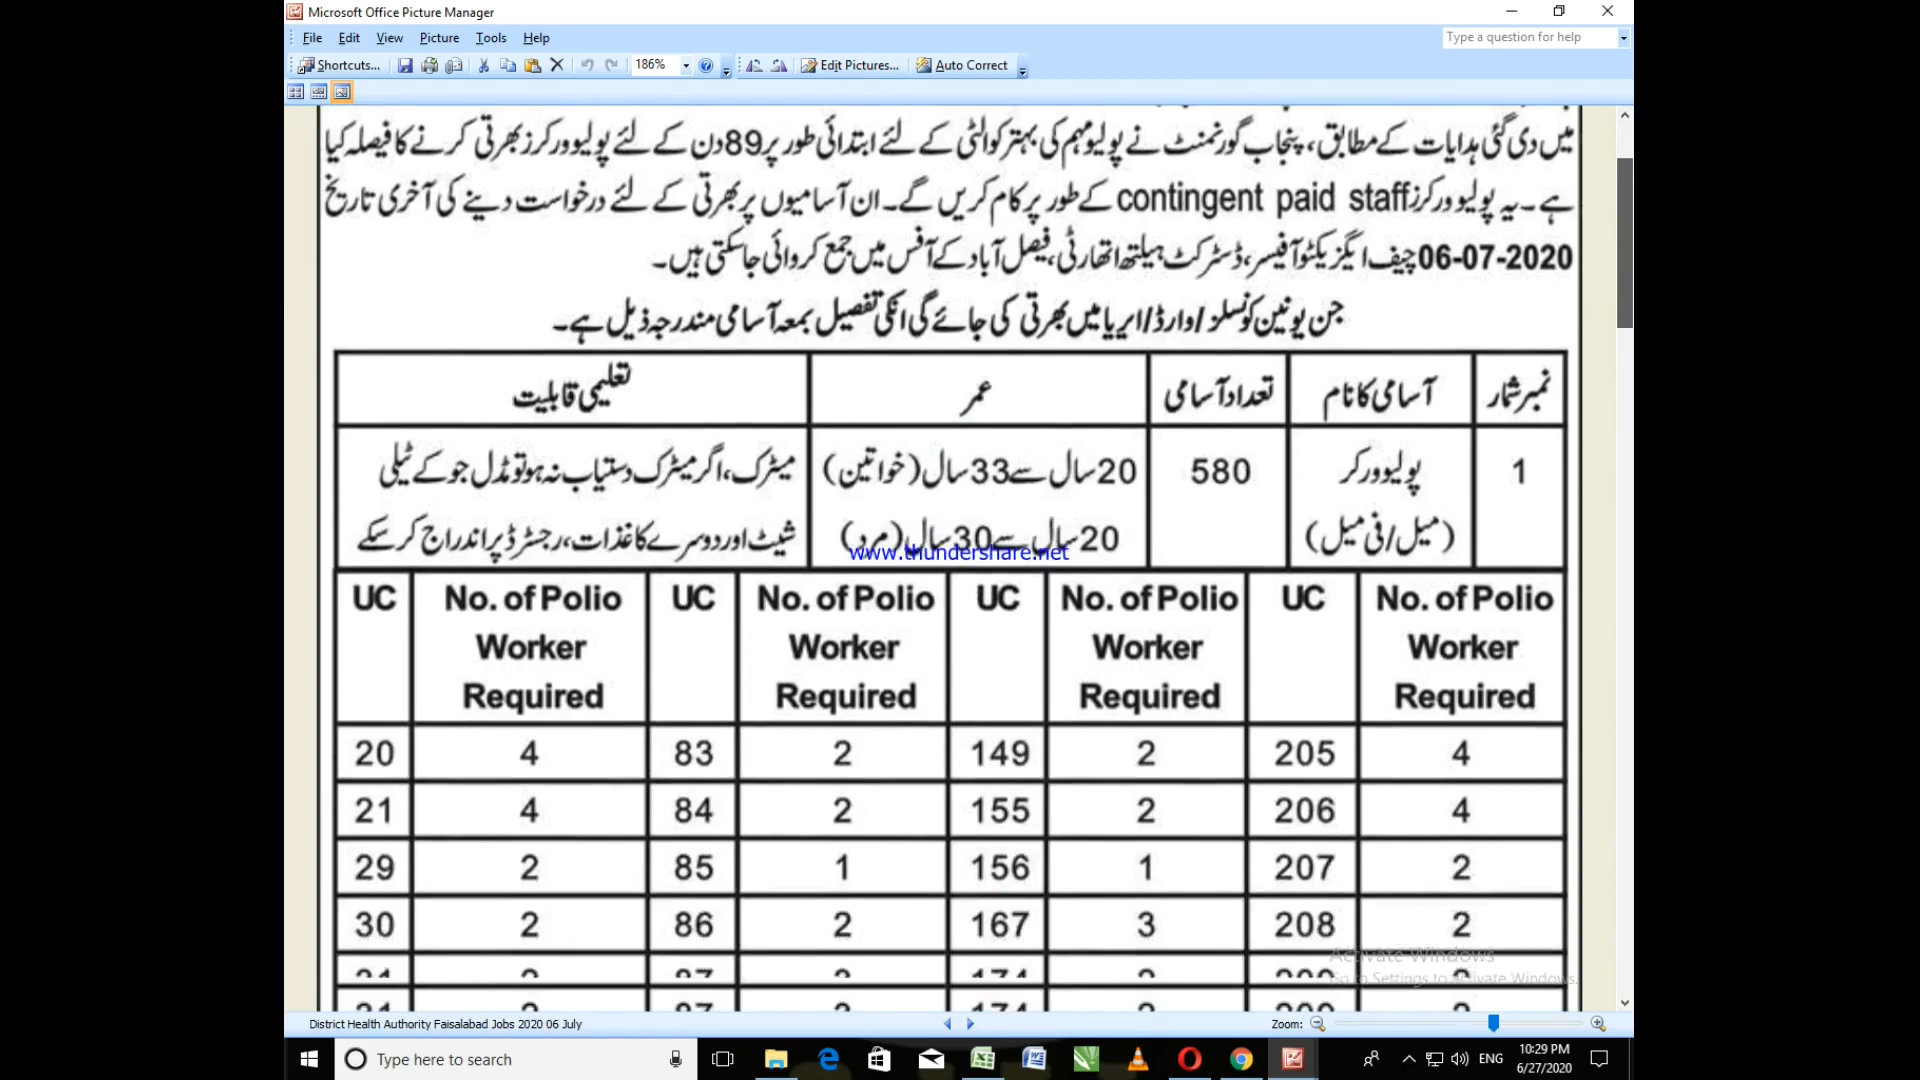 Microsoft Office Picture Manager
File Edit View Picture Tools Help
Type a question for help
Shortcuts... 186% Edit Pictures... Auto Correct
میں دی گئی ہدایات کے مطابق، پنجاب گورنمنٹ نے پولیو مہم کی بہتر کوالٹی کے لئے ابتدائی طور پر 89 دن کے لئے پولیو ورکرز بھرتی کرنے کا فیصلہ کیا
ہے۔ یہ پولیو ورکرز contingent paid staff کے طور پر کام کریں گے۔ ان آسامیوں پر بھرتی کے لئے درخواست دینے کی آخری تاریخ
06-07-2020 چیف ایگزیکٹو آفیسر، ڈسٹرکٹ ہیلتھ اتھارٹی، فیصل آباد کے آفس میں جمع کروائی جاسکتی ہیں۔
جن یونین کونسلز/وارڈ/ایریا میں بھرتی کی جائے گی انکی تفصیل بمعہ آسامی مندرجہ ذیل ہے۔
نمبر شمار آسامی کا نام تعداد آسامی عمر تعلیمی قابلیت
1 پولیو ورکر 580 20 سال سے 33 سال (خواتین) میٹرک، اگر میٹرک دستیاب نہ ہو تو مڈل جو کے ٹیلی
(میل/فی میل) 20 سال سے 30 سال (مرد) شیٹ اور دوسرے کاغذات، رجسٹرڈ پر اندراج کرسکے
www.thundershare.net
UC No. of Polio UC No. of Polio UC No. of Polio UC No. of Polio
Worker Worker Worker Worker
Required Required Required Required
20 4 83 2 149 2 205 4
21 4 84 2 155 2 206 4
29 2 85 1 156 1 207 2
30 2 86 2 167 3 208 2
Activate Windows
Go to Settings to activate Windows.
District Health Authority Faisalabad Jobs 2020 06 July Zoom:
Type here to search ENG 10:29 PM
6/27/2020